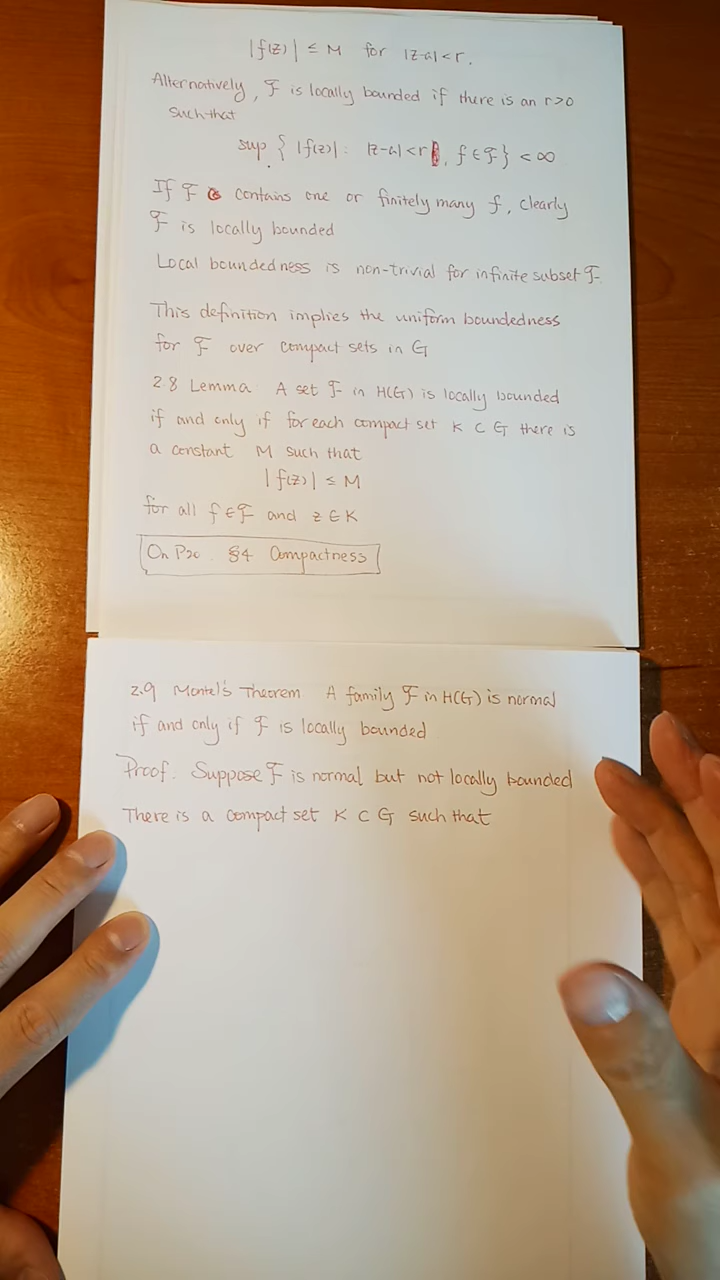 |f(z)| ≤ M for |z-a|<r.
Alternatively, F is locally bounded if there is an r>0
such that
sup { |f(z)| : |z-a|<r , f ∈ F } < ∞
If F contains one or finitely many f, clearly
F is locally bounded
Local boundedness is non-trivial for infinite subset F
This definition implies the uniform boundedness
for F over compact sets in G
2.8 Lemma A set F in H(G) is locally bounded
if and only if for each compact set K ⊂ G there is
a constant M such that
|f(z)| ≤ M
for all f ∈ F and z ∈ K
On P20. §4 Compactness
2.9 Montel's Theorem A family F in H(G) is normal
if and only if F is locally bounded
Proof. Suppose F is normal but not locally bounded
There is a compact set K ⊂ G such that